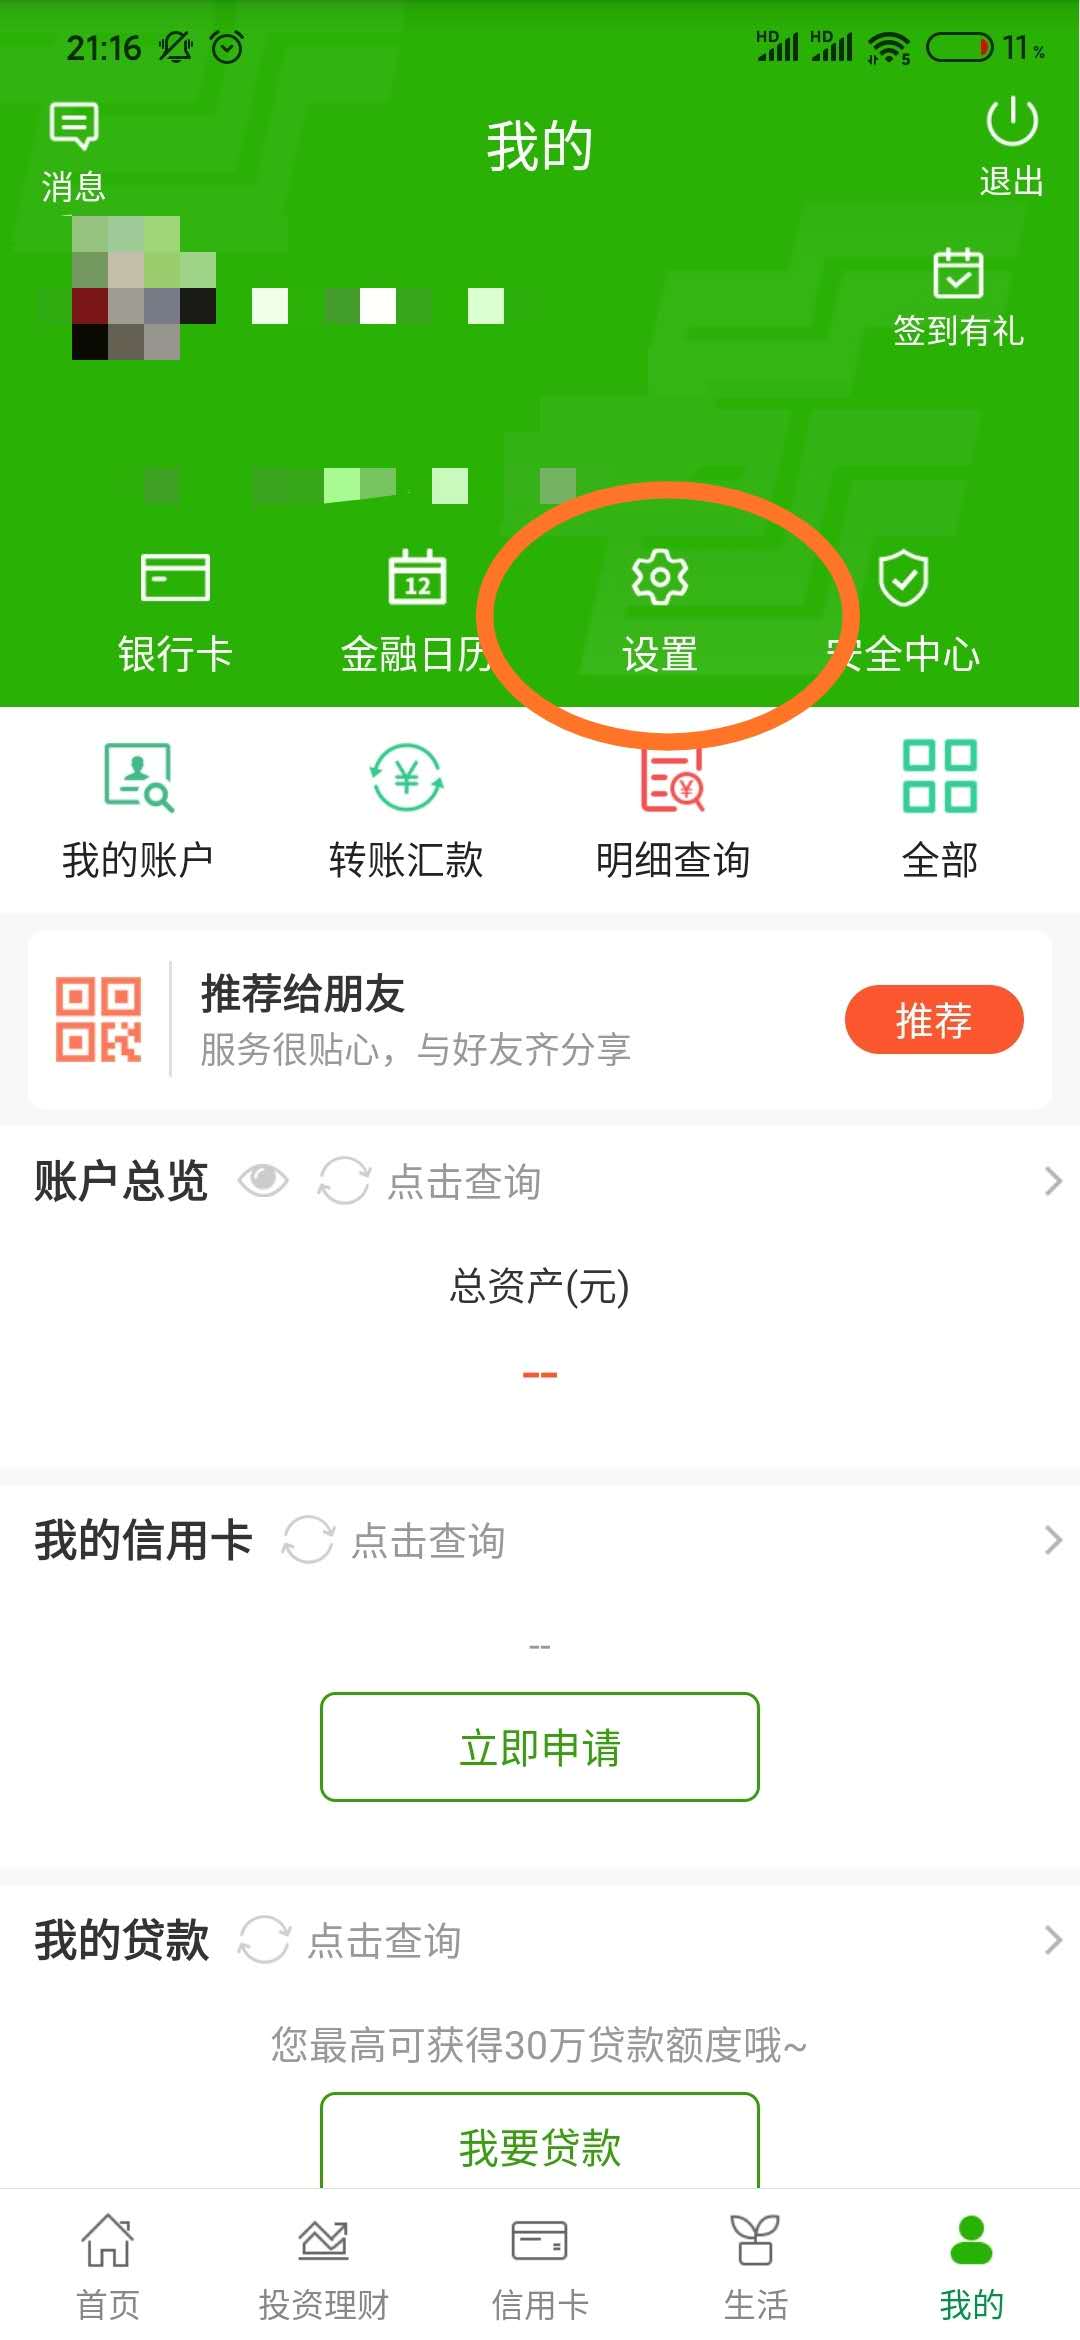 21:16 HD HD 5 11%
消息
我的
退出
签到有礼
12
银行卡 金融日历 设置 安全中心
我的账户 转账汇款 明细查询 全部
推荐给朋友
服务很贴心，与好友齐分享
推荐
账户总览 点击查询
总资产(元)
--
我的信用卡 点击查询
--
立即申请
我的贷款 点击查询
您最高可获得30万贷款额度哦~
我要贷款
首页 投资理财 信用卡 生活 我的